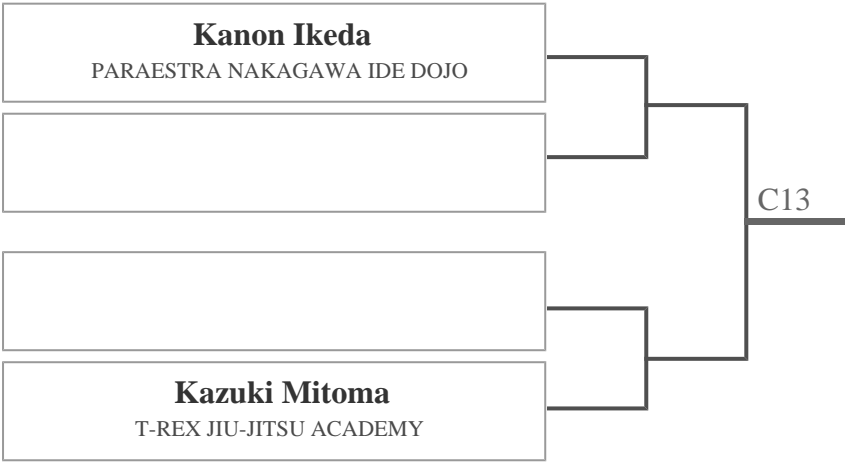 Kanon Ikeda
PARAESTRA NAKAGAWA IDE DOJO
C13
Kazuki Mitoma
T-REX JIU-JITSU ACADEMY